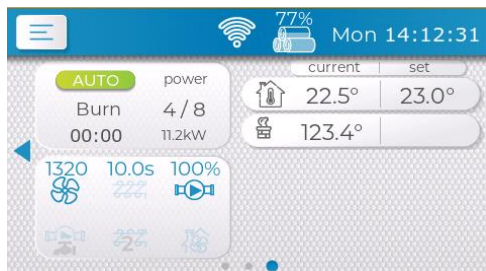 77%
Mon 14:12:31
AUTO power
Burn 4 / 8
00:00 11.2kW
current set
22.5° 23.0°
123.4°
1320 10.0s 100%
2